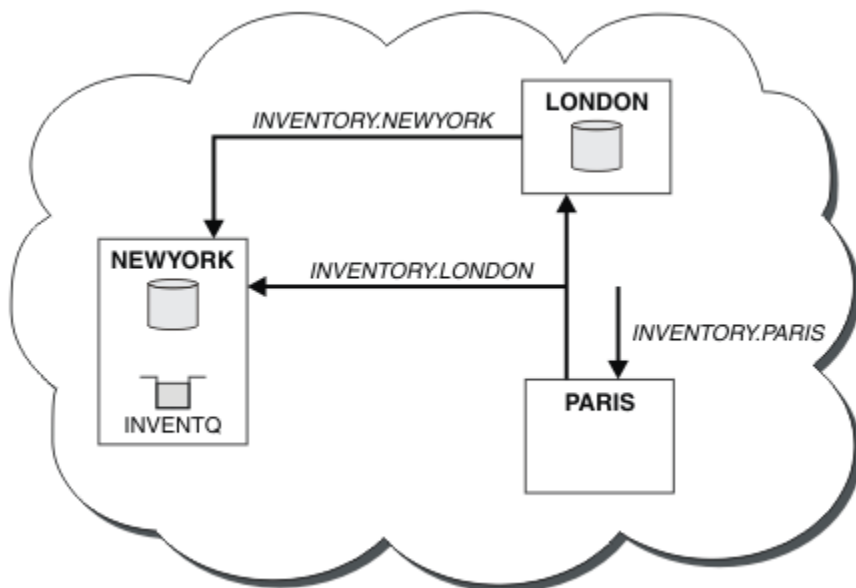 LONDON
INVENTORY.NEWYORK
NEWYORK
INVENTORY.LONDON
INVENTORY.PARIS
PARIS
INVENTQ